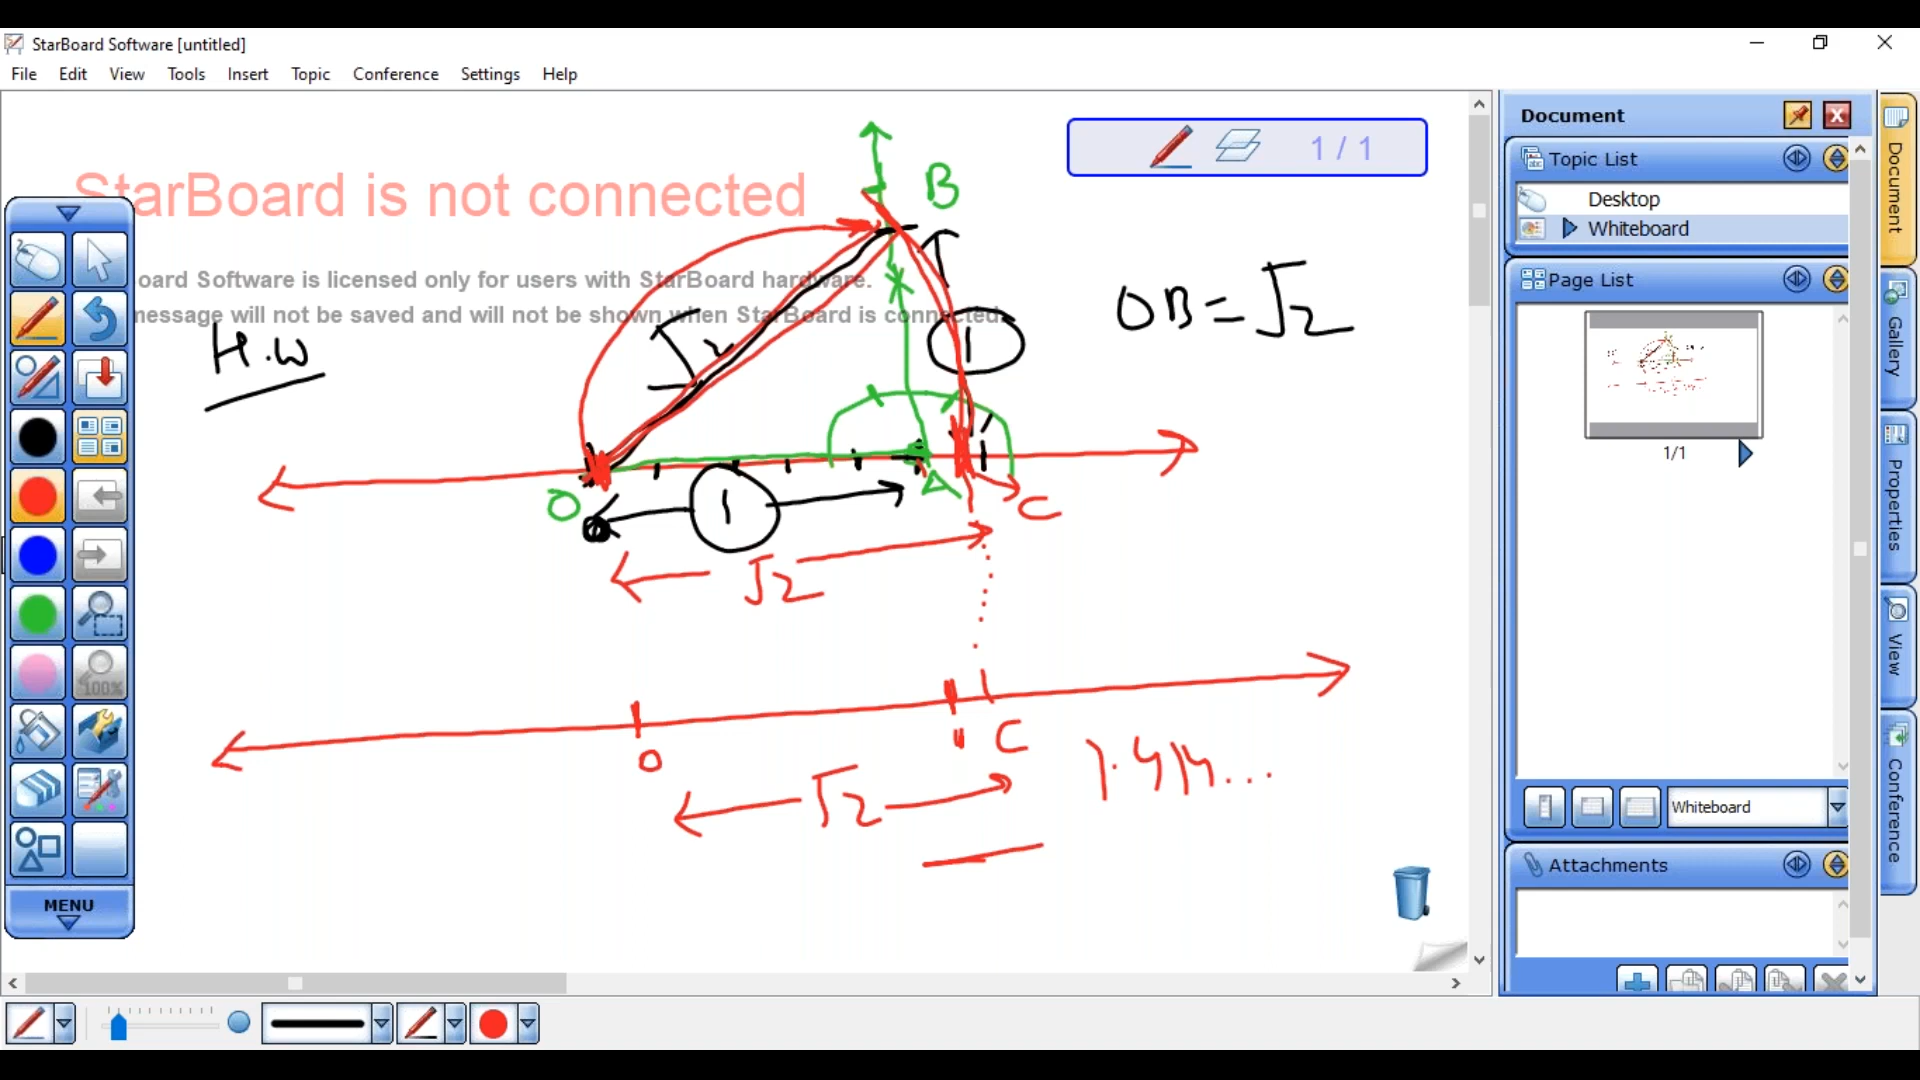 StarBoard Software [untitled]
File Edit View Tools Insert Topic Conference Settings Help
StarBoard is not connected
oard Software is licensed only for users with StarBoard hardware.
message will not be saved and will not be shown when StarBoard is connected.
1 / 1
H.W
B
√2
1
OB = √2
O
1
A
C
√2
O
C
√2
1.414...
MENU
100%
Document
Topic List
Desktop
Whiteboard
Page List
1/1
Whiteboard
Attachments
Document
Gallery
Properties
View
Conference